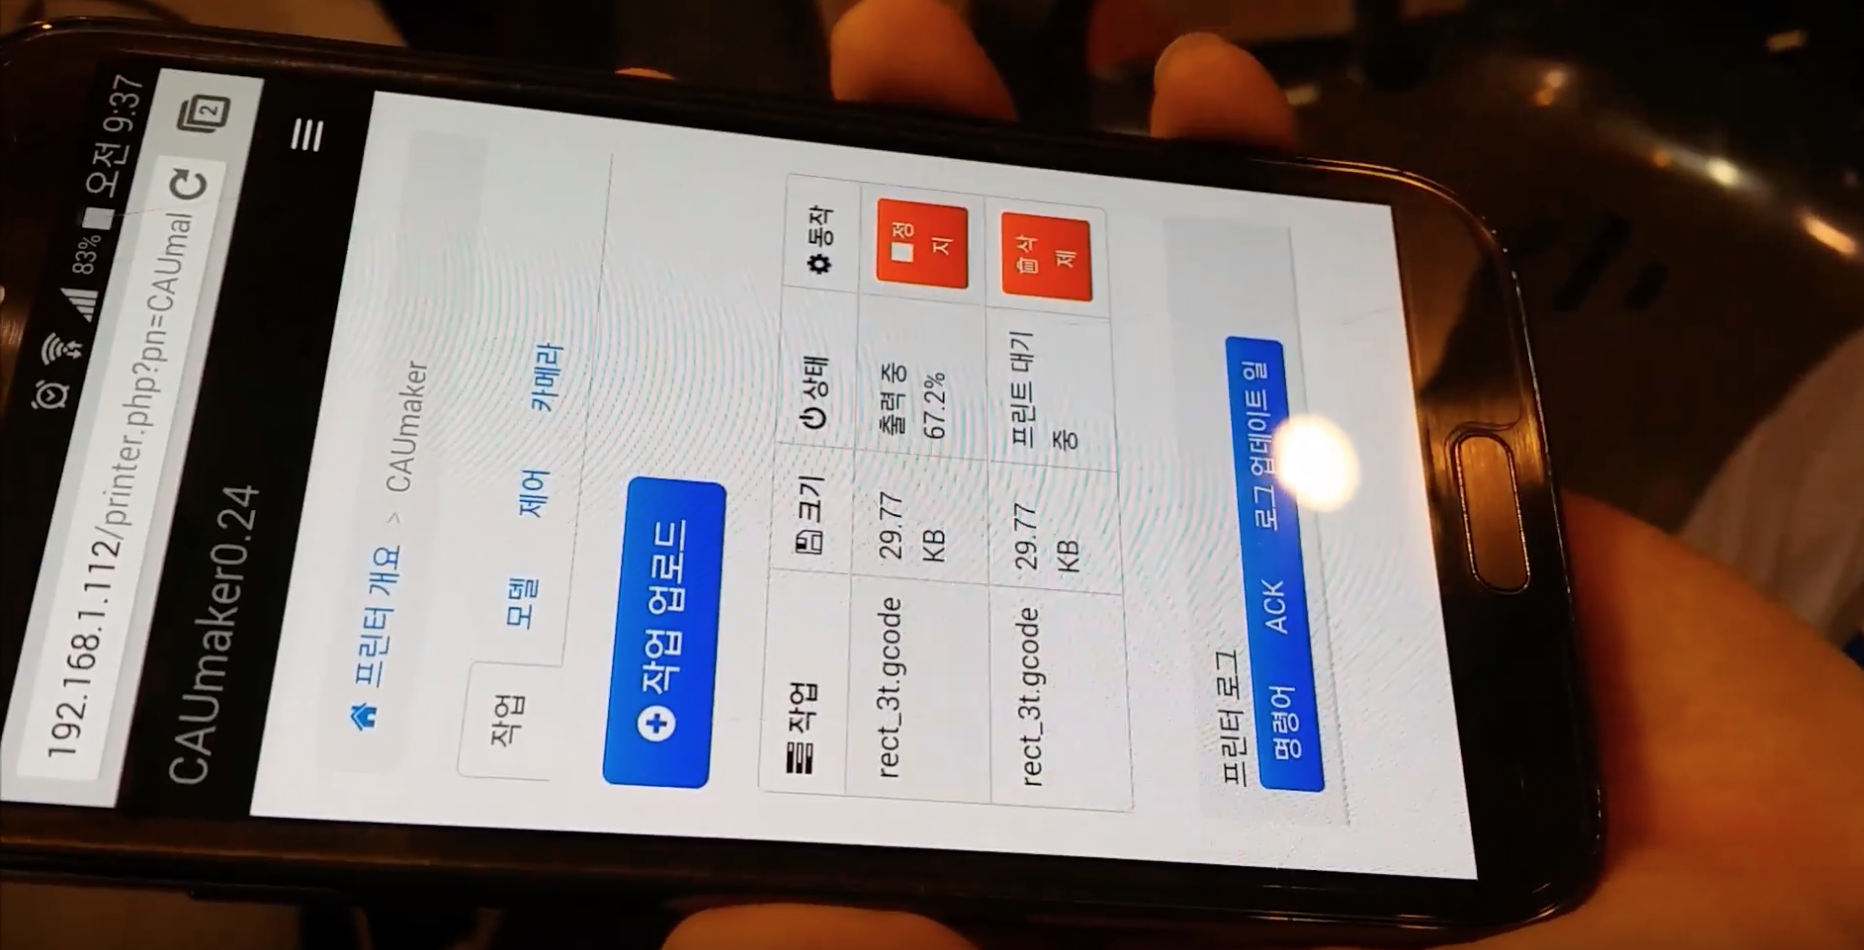 83% 오전 9:37
192.168.1.112/printer.php?pn=CAUmal
2
CAUmaker0.24
프린터 개요 > CAUmaker
작업 모델 제어 카메라
작업 업로드
작업 크기 상태 동작
rect_3t.gcode 29.77 KB 출력 중 67.2% 정지
rect_3t.gcode 29.77 KB 프린트 대기 중 삭제
프린터 로그
명령어 ACK 로그 업데이트 일